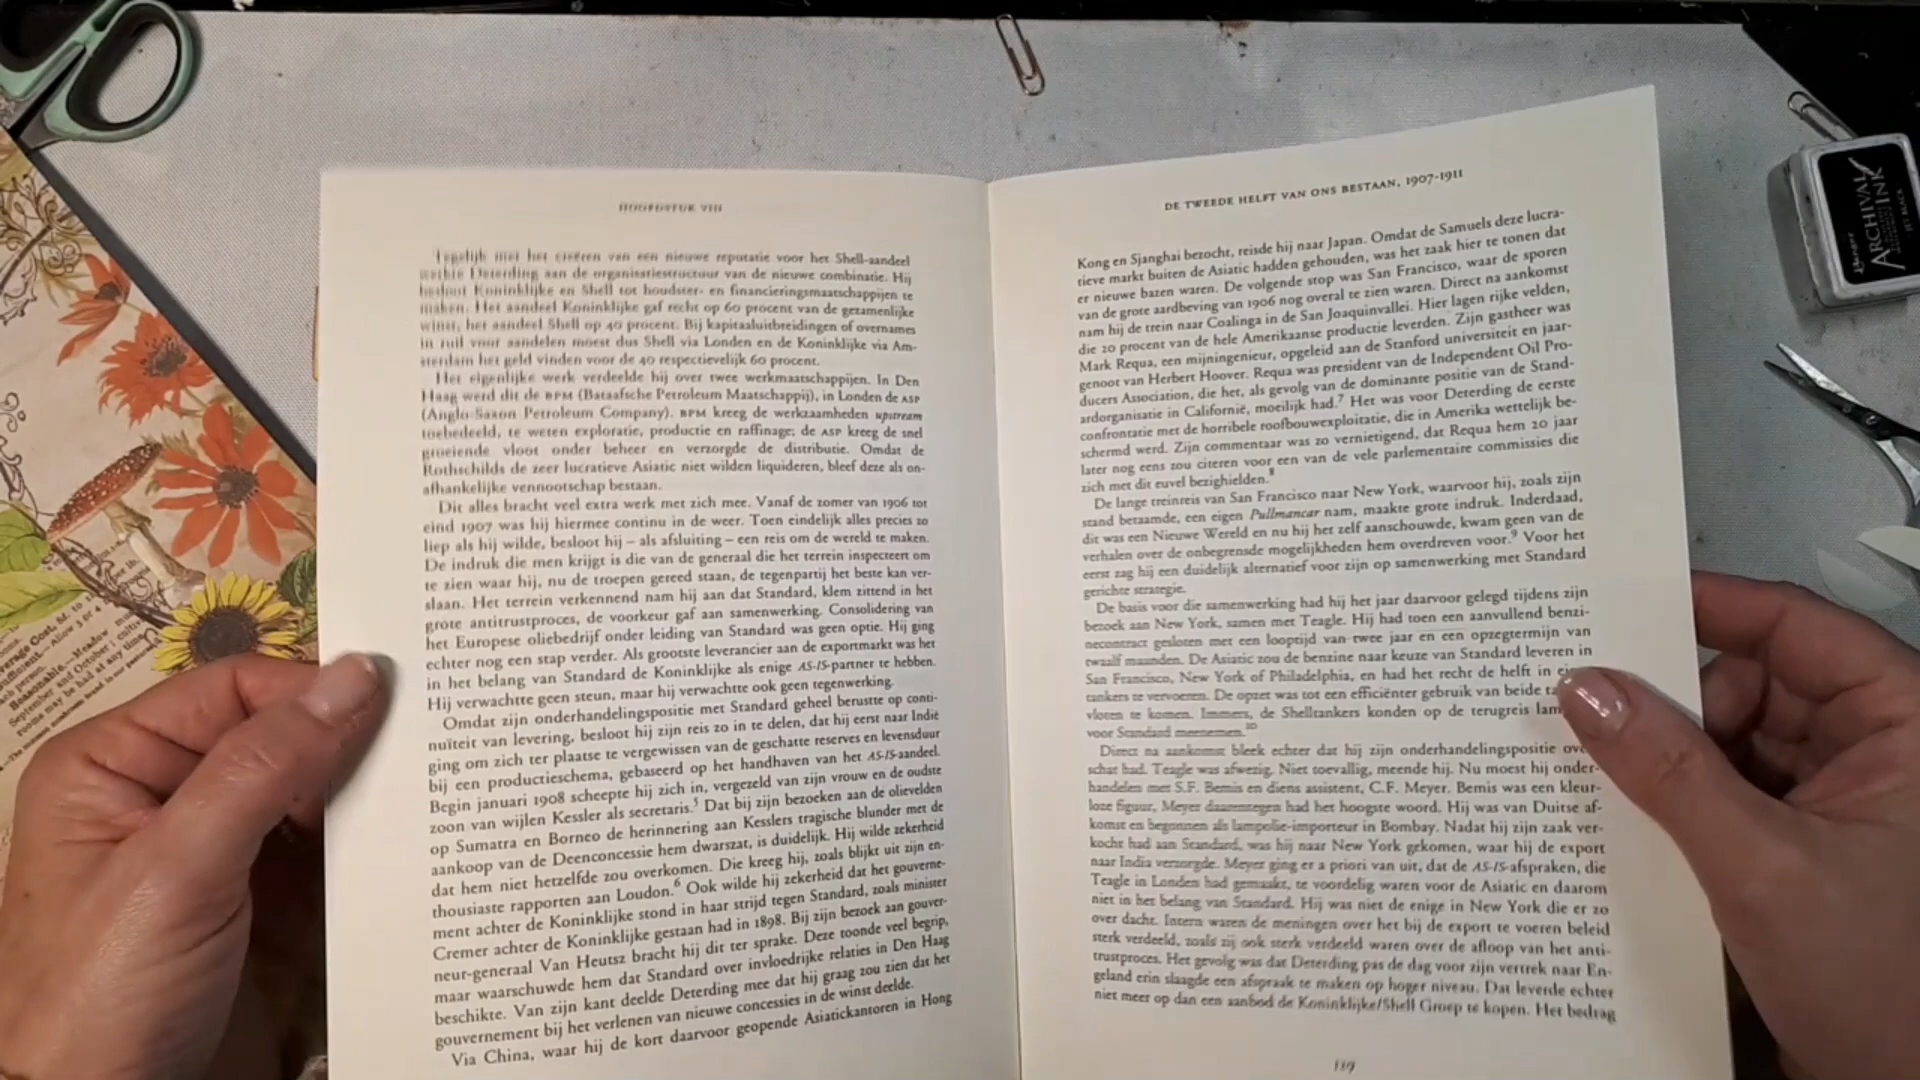 HOOFDSTUK VIII
Tegelijk met het creëren van een nieuwe reputatie voor het Shell-aandeel
werkte Deterding aan de organisatiestructuur van de nieuwe combinatie. Hij
besloot Koninklijke en Shell tot houdster- en financieringsmaatschappijen te
maken. Het aandeel Koninklijke gaf recht op 60 procent van de gezamenlijke
winst, het aandeel Shell op 40 procent. Bij kapitaaluitbreidingen of overnames
in ruil voor aandelen moest dus Shell via Londen en de Koninklijke via Am-
sterdam het geld vinden voor de 40 respectievelijk 60 procent.
Het eigenlijke werk verdeelde hij over twee werkmaatschappijen. In Den
Haag werd dit de BPM (Bataafsche Petroleum Maatschappij), in Londen de ASP
(Anglo-Saxon Petroleum Company). BPM kreeg de werkzaamheden upstream
toebedeeld, te weten exploratie, productie en raffinage; de ASP kreeg de snel
groeiende vloot onder beheer en verzorgde de distributie. Omdat de
Rothschilds de zeer lucratieve Asiatic niet wilden liquideren, bleef deze als on-
afhankelijke vennootschap bestaan.
Dit alles bracht veel extra werk met zich mee. Vanaf de zomer van 1906 tot
eind 1907 was hij hiermee continu in de weer. Toen eindelijk alles precies zo
liep als hij wilde, besloot hij – als afsluiting – een reis om de wereld te maken.
De indruk die men krijgt is die van de generaal die het terrein inspecteert om
te zien waar hij, nu de troepen gereed staan, de tegenpartij het beste kan ver-
slaan. Het terrein verkennend nam hij aan dat Standard, klem zittend in het
grote antitrustproces, de voorkeur gaf aan samenwerking. Consolidering van
het Europese oliebedrijf onder leiding van Standard was geen optie. Hij ging
echter nog een stap verder. Als grootste leverancier aan de exportmarkt was het
in het belang van Standard de Koninklijke als enige AS-IS-partner te hebben.
Hij verwachtte geen steun, maar hij verwachtte ook geen tegenwerking.
Omdat zijn onderhandelingspositie met Standard geheel berustte op conti-
nuïteit van levering, besloot hij zijn reis zo in te delen, dat hij eerst naar Indië
ging om zich ter plaatse te vergewissen van de geschatte reserves en levensduur
bij een productieschema, gebaseerd op het handhaven van het AS-IS-aandeel.
Begin januari 1908 scheepte hij zich in, vergezeld van zijn vrouw en de oudste
zoon van wijlen Kessler als secretaris.5 Dat bij zijn bezoeken aan de olievelden
op Sumatra en Borneo de herinnering aan Kesslers tragische blunder met de
aankoop van de Deenconcessie hem dwarszat, is duidelijk. Hij wilde zekerheid
dat hem niet hetzelfde zou overkomen. Die kreeg hij, zoals blijkt uit zijn en-
thousiaste rapporten aan Loudon.6 Ook wilde hij zekerheid dat het gouverne-
ment achter de Koninklijke stond in haar strijd tegen Standard, zoals minister
Cremer achter de Koninklijke gestaan had in 1898. Bij zijn bezoek aan gouver-
neur-generaal Van Heutsz bracht hij dit ter sprake. Deze toonde veel begrip,
maar waarschuwde hem dat Standard over invloedrijke relaties in Den Haag
beschikte. Van zijn kant deelde Deterding mee dat hij graag zou zien dat het
gouvernement bij het verlenen van nieuwe concessies in de winst deelde.
Via China, waar hij de kort daarvoor geopende Asiatickantoren in Hong
DE TWEEDE HELFT VAN ONS BESTAAN, 1907-1911
Kong en Sjanghai bezocht, reisde hij naar Japan. Omdat de Samuels deze lucra-
tieve markt buiten de Asiatic hadden gehouden, was het zaak hier te tonen dat
er nieuwe bazen waren. De volgende stop was San Francisco, waar de sporen
van de grote aardbeving van 1906 nog overal te zien waren. Direct na aankomst
nam hij de trein naar Coalinga in de San Joaquinvallei. Hier lagen rijke velden,
die 20 procent van de hele Amerikaanse productie leverden. Zijn gastheer was
Mark Requa, een mijningenieur, opgeleid aan de Stanford universiteit en jaar-
genoot van Herbert Hoover. Requa was president van de Independent Oil Pro-
ducers Association, die het, als gevolg van de dominante positie van de Stand-
ardorganisatie in Californië, moeilijk had.7 Het was voor Deterding de eerste
confrontatie met de horribele roofbouwexploitatie, die in Amerika wettelijk be-
schermd werd. Zijn commentaar was zo vernietigend, dat Requa hem 20 jaar
later nog eens zou citeren voor een van de vele parlementaire commissies die
zich met dit euvel bezighielden.8
De lange treinreis van San Francisco naar New York, waarvoor hij, zoals zijn
stand betaamde, een eigen Pullmancar nam, maakte grote indruk. Inderdaad,
dit was een Nieuwe Wereld en nu hij het zelf aanschouwde, kwam geen van de
verhalen over de onbegrensde mogelijkheden hem overdreven voor.9 Voor het
eerst zag hij een duidelijk alternatief voor zijn op samenwerking met Standard
gerichte strategie.
De basis voor die samenwerking had hij het jaar daarvoor gelegd tijdens zijn
bezoek aan New York, samen met Teagle. Hij had toen een aanvullend benzi-
necontract gesloten met een looptijd van twee jaar en een opzegtermijn van
twaalf maanden. De Asiatic zou de benzine naar keuze van Standard leveren in
San Francisco, New York of Philadelphia, en had het recht de helft in
tankers te vervoeren. De opzet was tot een efficiënter gebruik van beide
vloten te komen. Immers, de Shelltankers konden op de terugreis
voor Standard meenemen.10
Direct na aankomst bleek echter dat hij zijn onderhandelingspositie
schat had. Teagle was afwezig. Niet toevallig, meende hij. Nu moest hij onder-
handelen met S.F. Bemis en diens assistent, C.F. Meyer. Bemis was een kleur-
loze figuur, Meyer daarentegen had het hoogste woord. Hij was van Duitse af-
komst en begonnen als lampolie-importeur in Bombay. Nadat hij zijn zaak ver-
kocht had aan Standard, was hij naar New York gekomen, waar hij de export
naar India verzorgde. Meyer ging er a priori van uit, dat de AS-IS-afspraken, die
Teagle in Londen had gemaakt, te voordelig waren voor de Asiatic en daarom
niet in het belang van Standard. Hij was niet de enige in New York die er zo
over dacht. Intern waren de meningen over het bij de export te voeren beleid
sterk verdeeld, zoals zij ook sterk verdeeld waren over de afloop van het anti-
trustproces. Het gevolg was dat Deterding pas de dag voor zijn vertrek naar En-
geland erin slaagde een afspraak te maken op hoger niveau. Dat leverde echter
niet meer op dan een aanbod de Koninklijke/Shell Groep te kopen. Het bedrag
ARCHIVAL
INK
JET BLACK